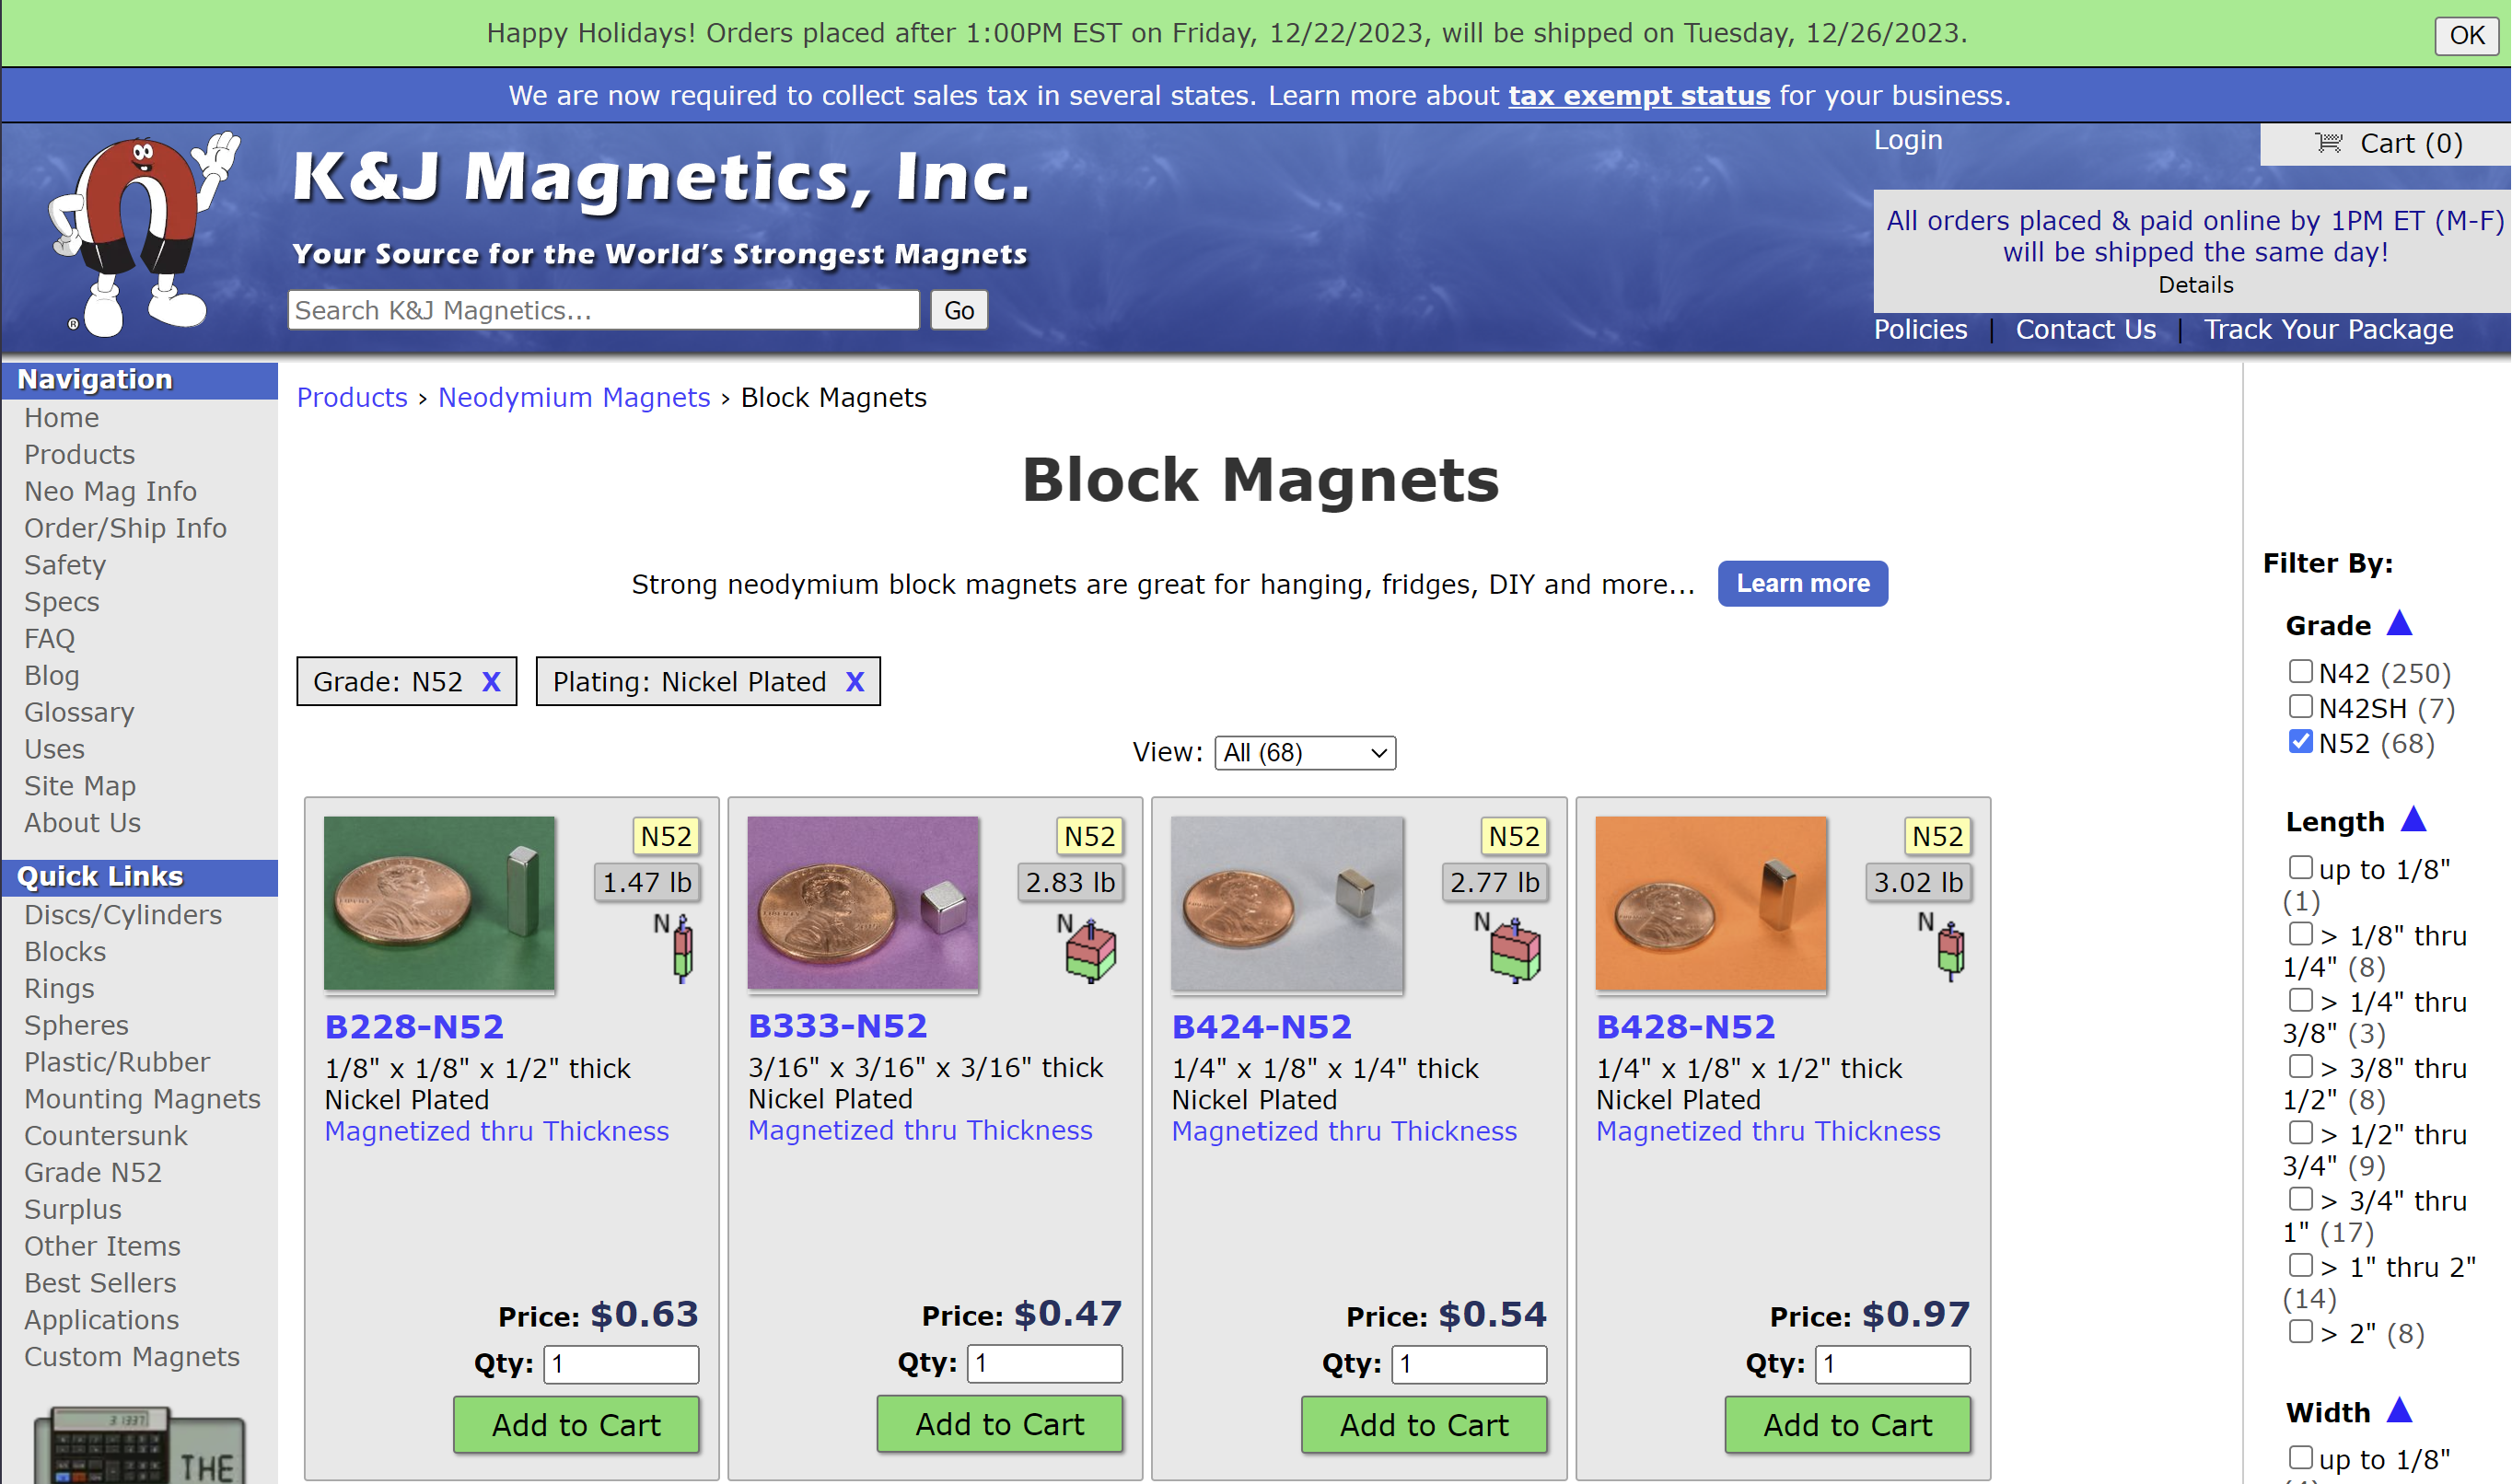 Happy Holidays! Orders placed after 1:00PM EST on Friday, 12/22/2023, will be shipped on Tuesday, 12/26/2023.
OK
We are now required to collect sales tax in several states. Learn more about tax exempt status for your business.
K&J Magnetics, Inc.
Your Source for the World's Strongest Magnets
®
Search K&J Magnetics...
Go
Login
Cart (0)
All orders placed & paid online by 1PM ET (M-F)
will be shipped the same day!
Details
Policies | Contact Us | Track Your Package
Navigation
Home
Products
Neo Mag Info
Order/Ship Info
Safety
Specs
FAQ
Blog
Glossary
Uses
Site Map
About Us
Quick Links
Discs/Cylinders
Blocks
Rings
Spheres
Plastic/Rubber
Mounting Magnets
Countersunk
Grade N52
Surplus
Other Items
Best Sellers
Applications
Custom Magnets
31337
THE
Products › Neodymium Magnets › Block Magnets
Block Magnets
Strong neodymium block magnets are great for hanging, fridges, DIY and more...
Learn more
Grade: N52 X
Plating: Nickel Plated X
View: All (68)
N52
1.47 lb
N
B228-N52
1/8" x 1/8" x 1/2" thick
Nickel Plated
Magnetized thru Thickness
Price: $0.63
Qty: 1
Add to Cart
N52
2.83 lb
N
B333-N52
3/16" x 3/16" x 3/16" thick
Nickel Plated
Magnetized thru Thickness
Price: $0.47
Qty: 1
Add to Cart
N52
2.77 lb
N
B424-N52
1/4" x 1/8" x 1/4" thick
Nickel Plated
Magnetized thru Thickness
Price: $0.54
Qty: 1
Add to Cart
N52
3.02 lb
N
B428-N52
1/4" x 1/8" x 1/2" thick
Nickel Plated
Magnetized thru Thickness
Price: $0.97
Qty: 1
Add to Cart
Filter By:
Grade
N42 (250)
N42SH (7)
N52 (68)
Length
up to 1/8"
(1)
> 1/8" thru
1/4" (8)
> 1/4" thru
3/8" (3)
> 3/8" thru
1/2" (8)
> 1/2" thru
3/4" (9)
> 3/4" thru
1" (17)
> 1" thru 2"
(14)
> 2" (8)
Width
up to 1/8"